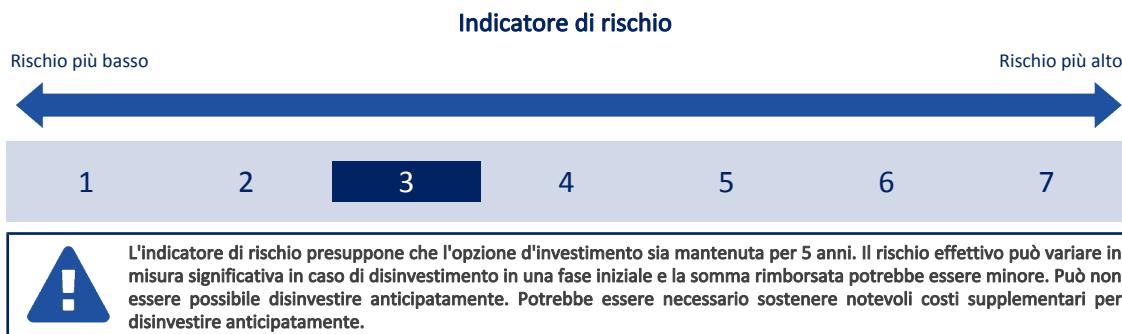 Indicatore di rischio
Rischio più basso
Rischio più alto
1 2 3 4 5 6 7
L'indicatore di rischio presuppone che l'opzione d'investimento sia mantenuta per 5 anni. Il rischio effettivo può variare in
misura significativa in caso di disinvestimento in una fase iniziale e la somma rimborsata potrebbe essere minore. Può non
essere possibile disinvestire anticipatamente. Potrebbe essere necessario sostenere notevoli costi supplementari per
disinvestire anticipatamente.